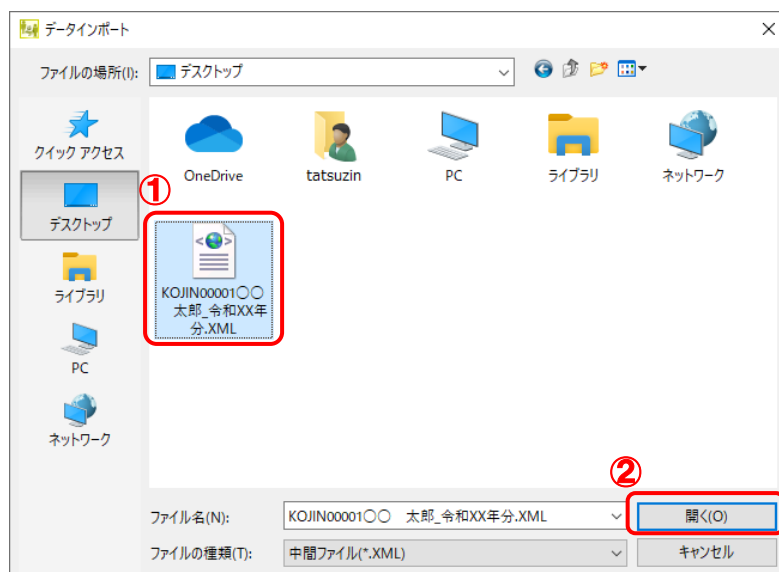 データインポート
ファイルの場所(I):
デスクトップ
クイック アクセス
デスクトップ
ライブラリ
PC
ネットワーク
OneDrive
tatsuzin
PC
ライブラリ
ネットワーク
①
KOJIN00001○○
太郎_令和XX年
分.XML
②
ファイル名(N):
KOJIN00001○○　太郎_令和XX年分.XML
開く(O)
ファイルの種類(T):
中間ファイル(*.XML)
キャンセル